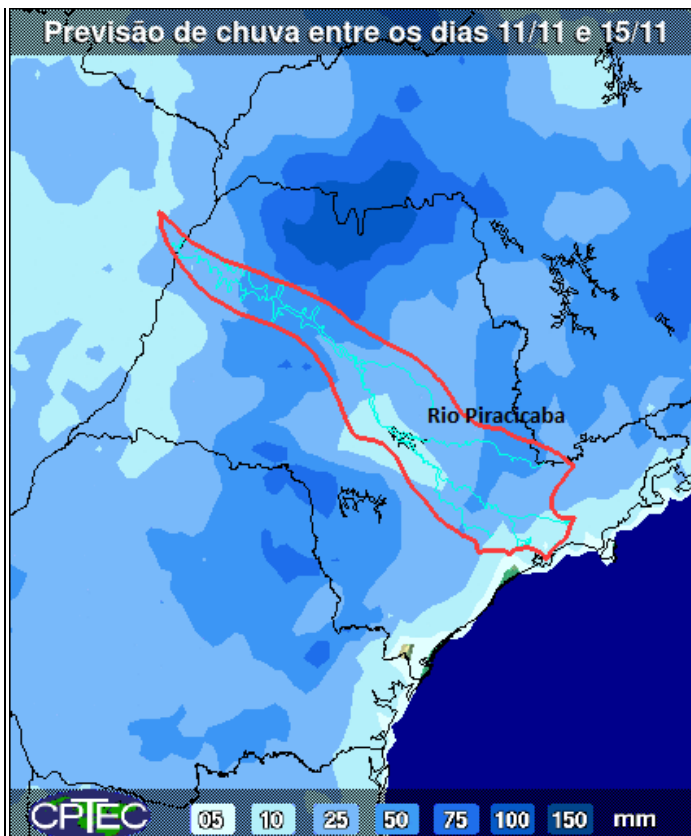 Previsão de chuva entre os dias 11/11 e 15/11
Rio Piracicaba
CPTEC 05 10 25 50 75 100 150 mm